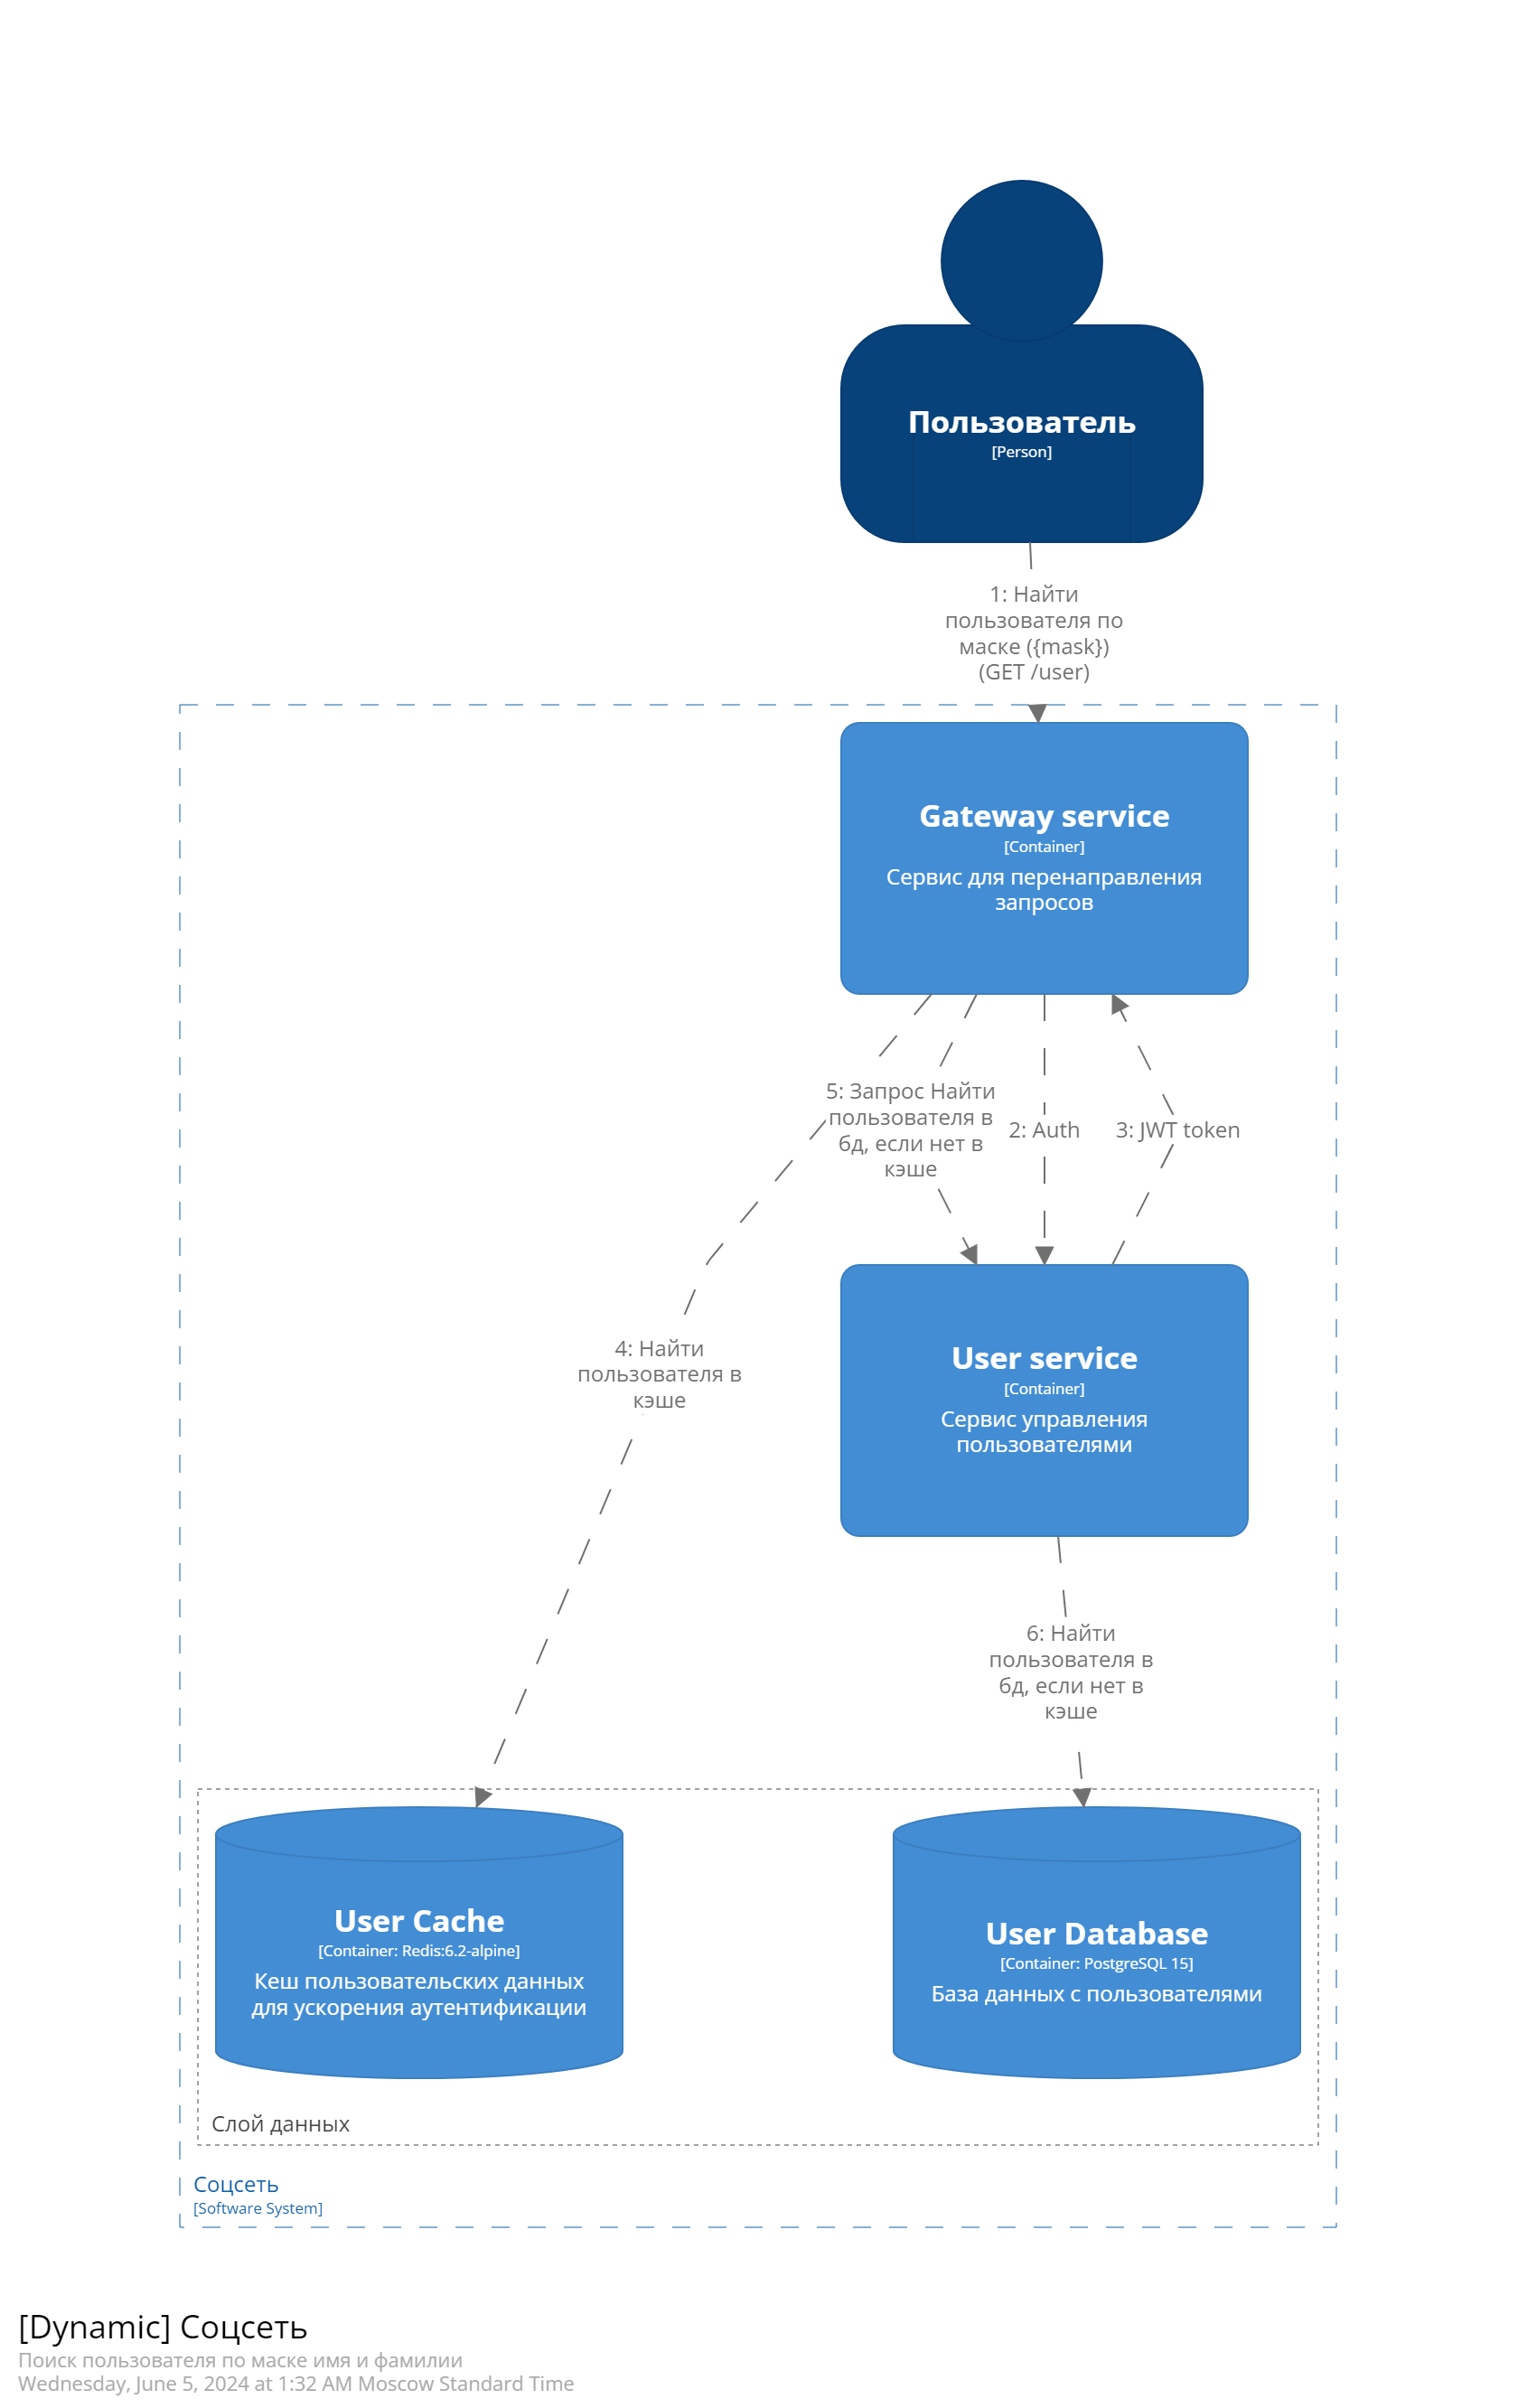 Пользователь
[Person]
1: Найти
пользователя по
маске ({mask})
(GET /user)
Gateway service
[Container]
Сервис для перенаправления
запросов
5: Запрос Найти
пользователя в
бд, если нет в
кэше
2: Auth
3: JWT token
4: Найти
пользователя в
кэше
User service
[Container]
Сервис управления
пользователями
6: Найти
пользователя в
бд, если нет в
кэше
User Cache
[Container: Redis:6.2-alpine]
Кеш пользовательских данных
для ускорения аутентификации
User Database
[Container: PostgreSQL 15]
База данных с пользователями
Слой данных
Соцсеть
[Software System]
[Dynamic] Соцсеть
Поиск пользователя по маске имя и фамилии
Wednesday, June 5, 2024 at 1:32 AM Moscow Standard Time